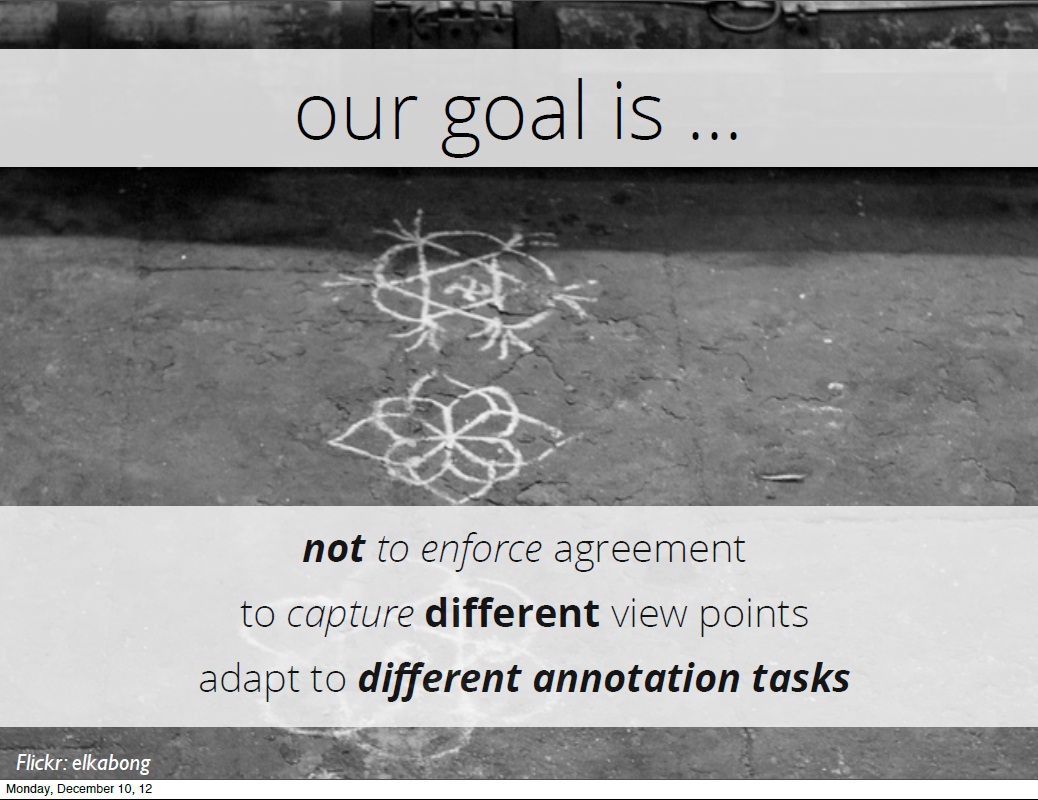 our goal is ...
not to enforce agreement
to capture different view points
adapt to different annotation tasks
Flickr: elkabong
Monday, December 10, 12